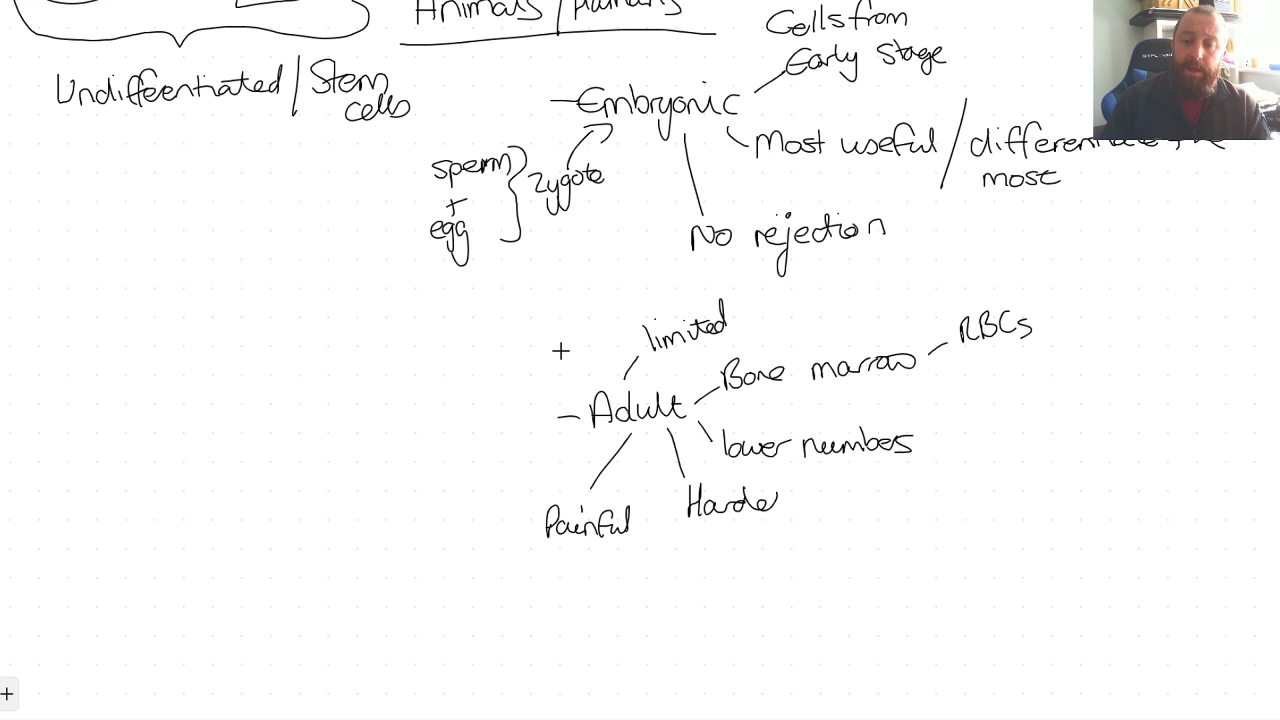 Animals / Humans
Undifferentiated / Stem
cells
Cells from
Early stage
Embryonic
Most useful / differentiate
most
sperm
+
egg
Zygote
No rejection
+
limited
Adult
Bone marrow
RBCs
lower numbers
Harder
Painful
+